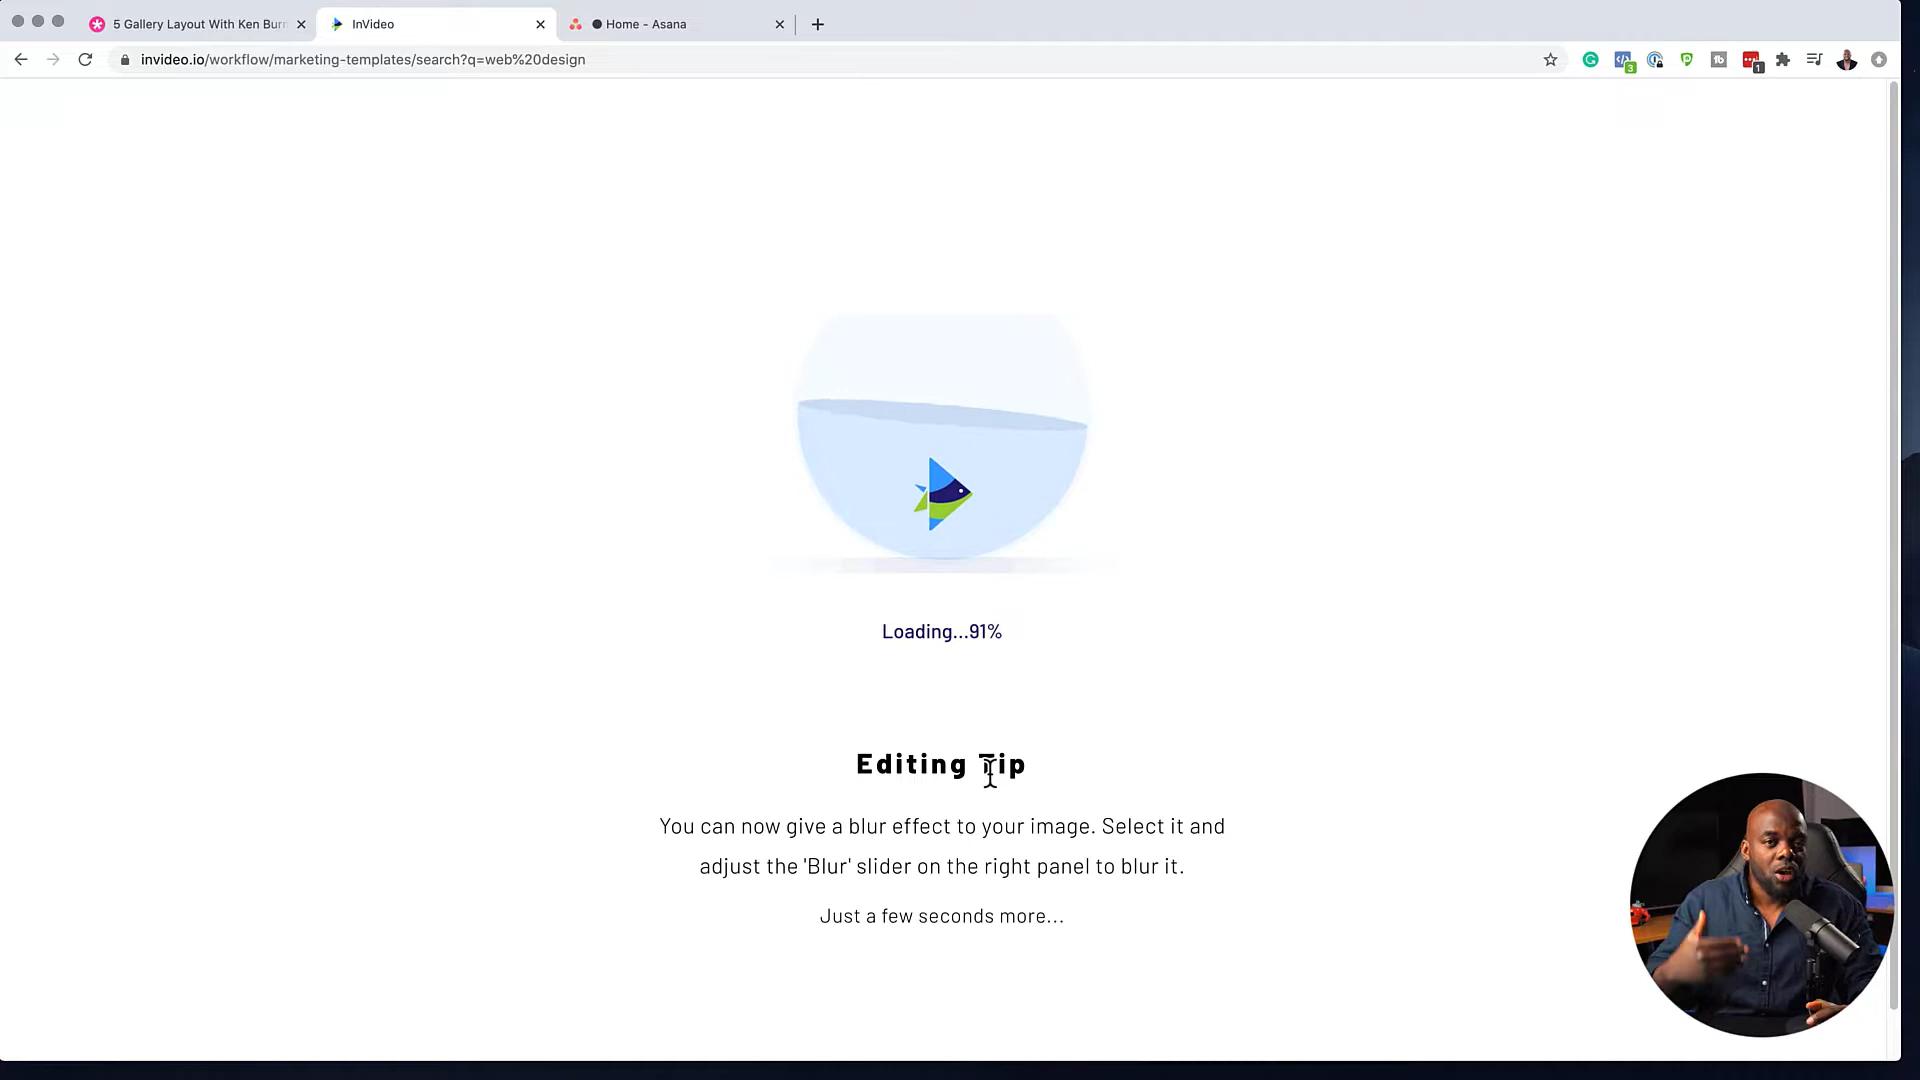 5 Gallery Layout With Ken Burn
InVideo
Home - Asana
invideo.io/workflow/marketing-templates/search?q=web%20design
3
1
Loading...91%
Editing Tip
You can now give a blur effect to your image. Select it and
adjust the 'Blur' slider on the right panel to blur it.
Just a few seconds more...